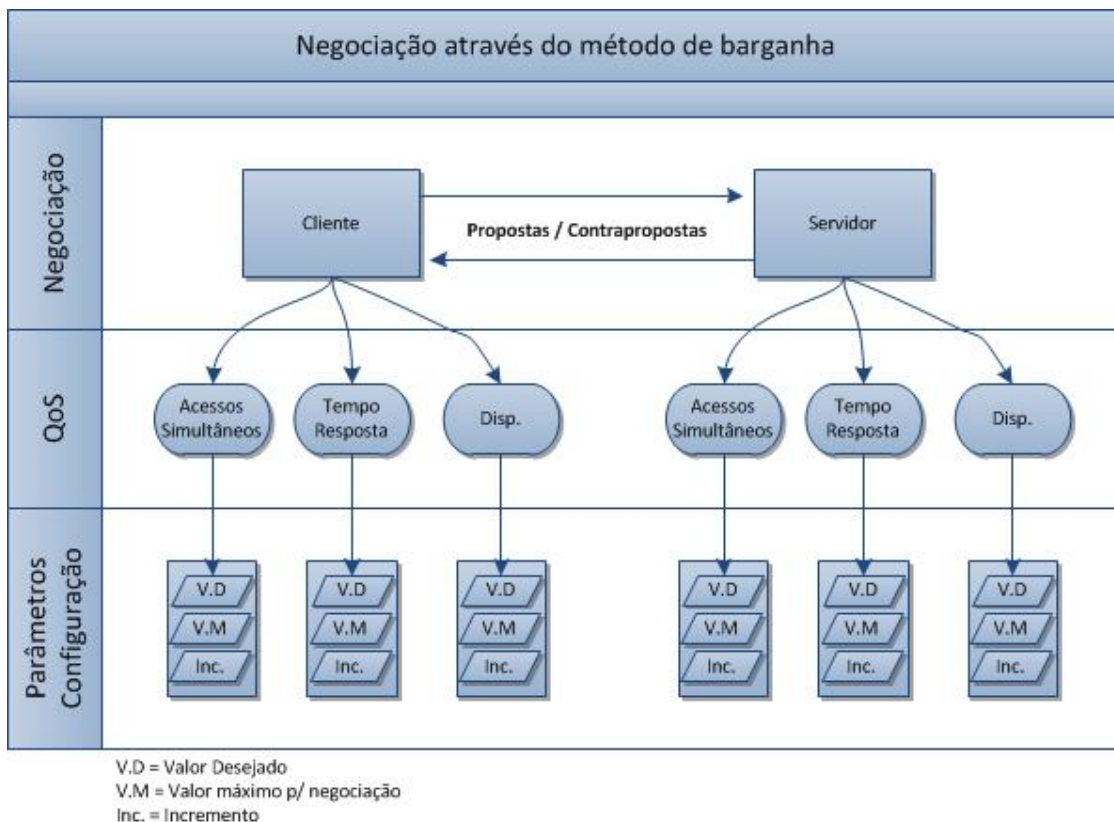 Negociação através do método de barganha
Negociação
Cliente
Propostas / Contrapropostas
Servidor
QoS
Acessos
Simultâneos
Tempo
Resposta
Disp.
Acessos
Simultâneos
Tempo
Resposta
Disp.
Parâmetros
Configuração
V.D
V.M
Inc.
V.D
V.M
Inc.
V.D
V.M
Inc.
V.D
V.M
Inc.
V.D
V.M
Inc.
V.D
V.M
Inc.
V.D = Valor Desejado
V.M = Valor máximo p/ negociação
Inc. = Incremento